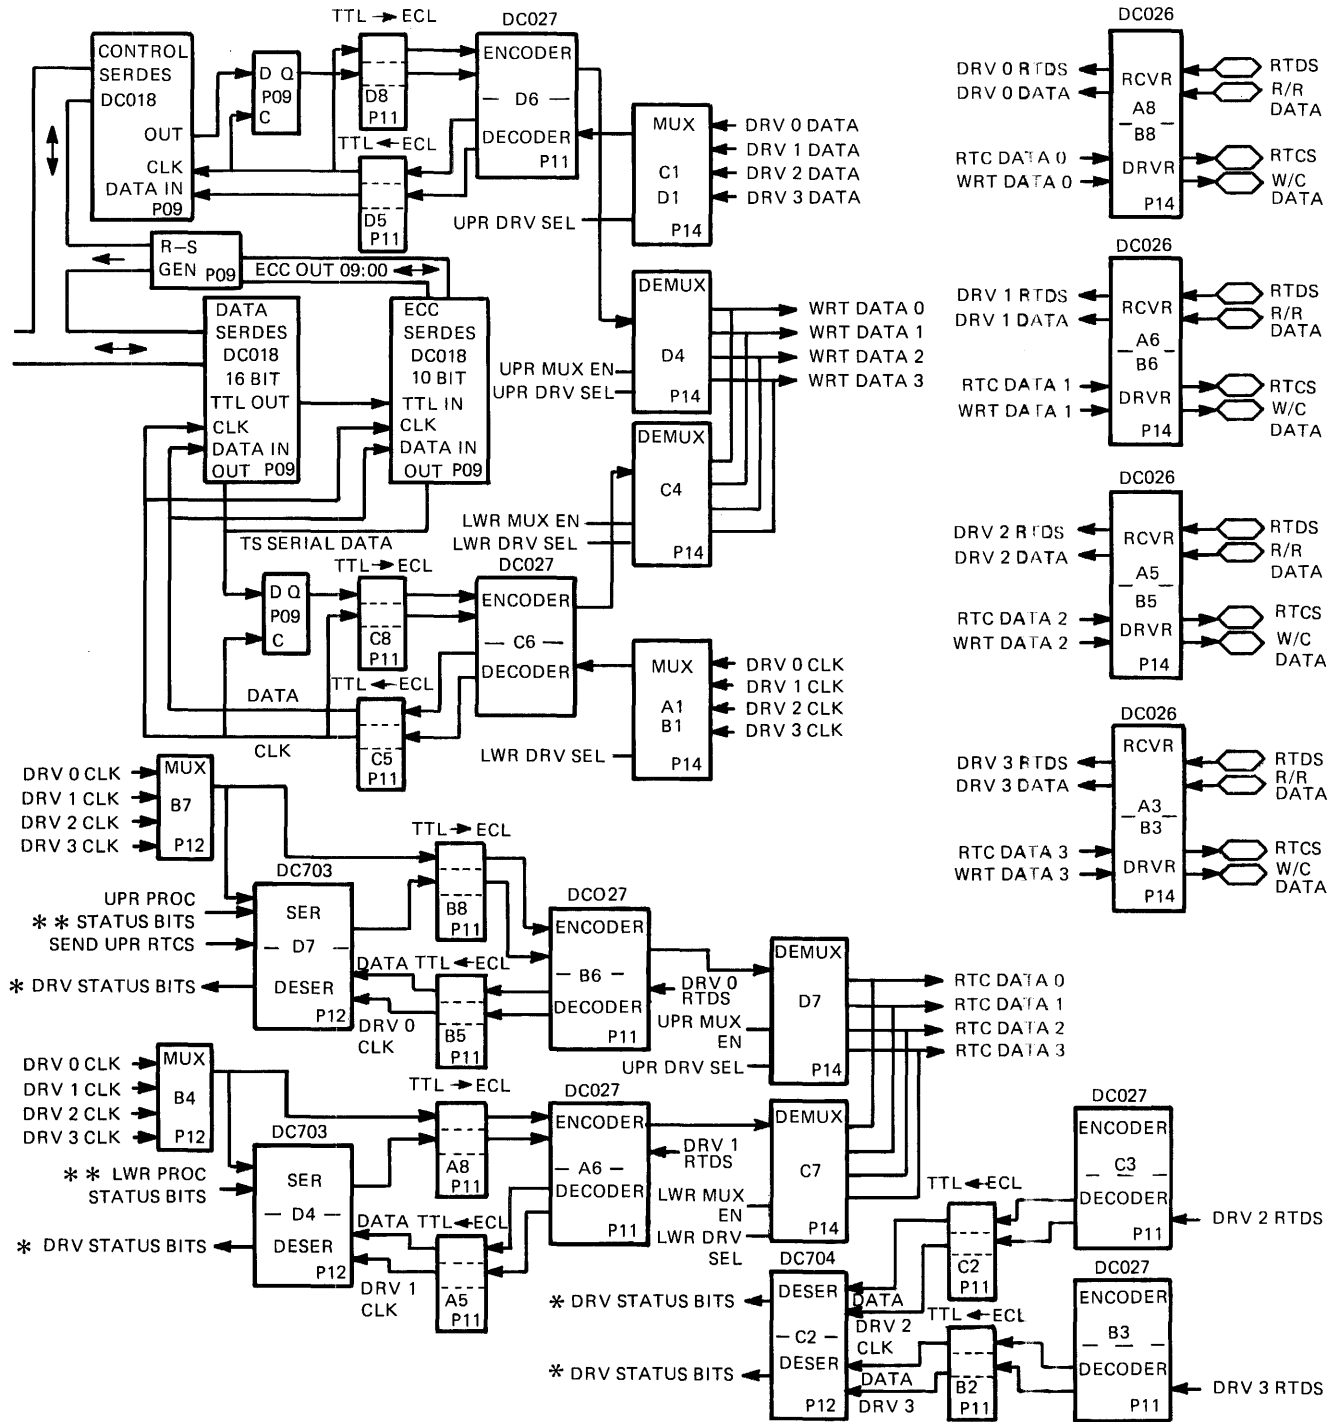 TTL → ECL
DC027
CONTROL
SERDES
DC018
OUT
CLK
DATA IN
P09
D Q
P09
C
D8
P11
TTL ← ECL
D5
P11
ENCODER
— D6 —
DECODER
P11
MUX
C1
D1
P14
DRV 0 DATA
DRV 1 DATA
DRV 2 DATA
DRV 3 DATA
UPR DRV SEL
R–S
GEN P09
ECC OUT 09:00
DATA
SERDES
DC018
16 BIT
TTL OUT
CLK
DATA IN
OUT P09
ECC
SERDES
DC018
10 BIT
TTL IN
CLK
DATA IN
OUT P09
DEMUX
D4
P14
UPR MUX EN
UPR DRV SEL
WRT DATA 0
WRT DATA 1
WRT DATA 2
WRT DATA 3
DEMUX
C4
P14
LWR MUX EN
LWR DRV SEL
TS SERIAL DATA
TTL → ECL
DC027
D Q
P09
C
C8
P11
TTL ← ECL
C5
P11
ENCODER
— C6 —
DECODER
DATA
CLK
MUX
A1
B1
P14
DRV 0 CLK
DRV 1 CLK
DRV 2 CLK
DRV 3 CLK
LWR DRV SEL
DC026
DRV 0 RTDS
DRV 0 DATA
RTC DATA 0
WRT DATA 0
RCVR
A8
B8
DRVR
P14
RTDS
R/R
DATA
RTCS
W/C
DATA
DC026
DRV 1 RTDS
DRV 1 DATA
RTC DATA 1
WRT DATA 1
RCVR
A6
B6
DRVR
P14
RTDS
R/R
DATA
RTCS
W/C
DATA
DC026
DRV 2 RTDS
DRV 2 DATA
RTC DATA 2
WRT DATA 2
RCVR
A5
B5
DRVR
P14
RTDS
R/R
DATA
RTCS
W/C
DATA
DC026
DRV 3 RTDS
DRV 3 DATA
RTC DATA 3
WRT DATA 3
RCVR
A3
B3
DRVR
P14
RTDS
R/R
DATA
RTCS
W/C
DATA
DRV 0 CLK
DRV 1 CLK
DRV 2 CLK
DRV 3 CLK
MUX
B7
P12
UPR PROC
** STATUS BITS
SEND UPR RTCS
* DRV STATUS BITS
DC703
SER
— D7 —
DESER
P12
TTL → ECL
B8
P11
DATA TTL ← ECL
DRV 0
CLK
B5
P11
DCO27
ENCODER
— B6 —
DECODER
P11
DRV 0
RTDS
UPR MUX
EN
UPR DRV SEL
DEMUX
D7
P14
RTC DATA 0
RTC DATA 1
RTC DATA 2
RTC DATA 3
DRV 0 CLK
DRV 1 CLK
DRV 2 CLK
DRV 3 CLK
MUX
B4
P12
** LWR PROC
STATUS BITS
* DRV STATUS BITS
DC703
SER
— D4 —
DESER
P12
TTL → ECL
A8
P11
DATA TTL ← ECL
DRV 1
CLK
A5
P11
DC027
ENCODER
— A6 —
DECODER
P11
DRV 1
RTDS
LWR MUX
EN
LWR DRV
SEL
DEMUX
C7
P14
DC704
DESER
— C2 —
DESER
P12
* DRV STATUS BITS
* DRV STATUS BITS
DATA
DRV 2
CLK
DATA
DRV 3
TTL ← ECL
C2
P11
TTL ← ECL
B2
P11
DC027
ENCODER
C3
DECODER
P11
DRV 2 RTDS
DC027
ENCODER
B3
DECODER
P11
DRV 3 RTDS